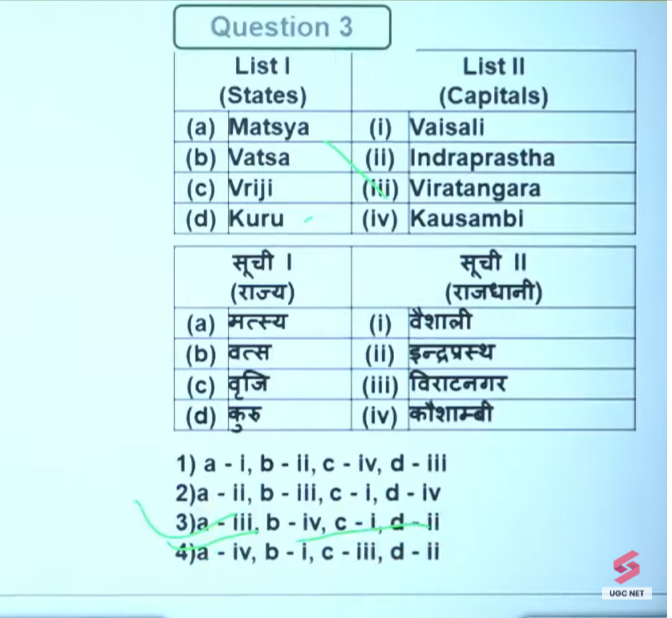 Question 3
List I List II
(States) (Capitals)
(a) Matsya (i) Vaisali
(b) Vatsa (ii) Indraprastha
(c) Vriji (iii) Viratangara
(d) Kuru (iv) Kausambi
सूची I सूची II
(राज्य) (राजधानी)
(a) मत्स्य (i) वैशाली
(b) वत्स (ii) इन्द्रप्रस्थ
(c) वृजि (iii) विराटनगर
(d) कुरु (iv) कौशाम्बी
1) a - i, b - ii, c - iv, d - iii
2)a - ii, b - iii, c - i, d - iv
3)a - iii, b - iv, c - i, d - ii
4)a - iv, b - i, c - iii, d - ii
UGC NET